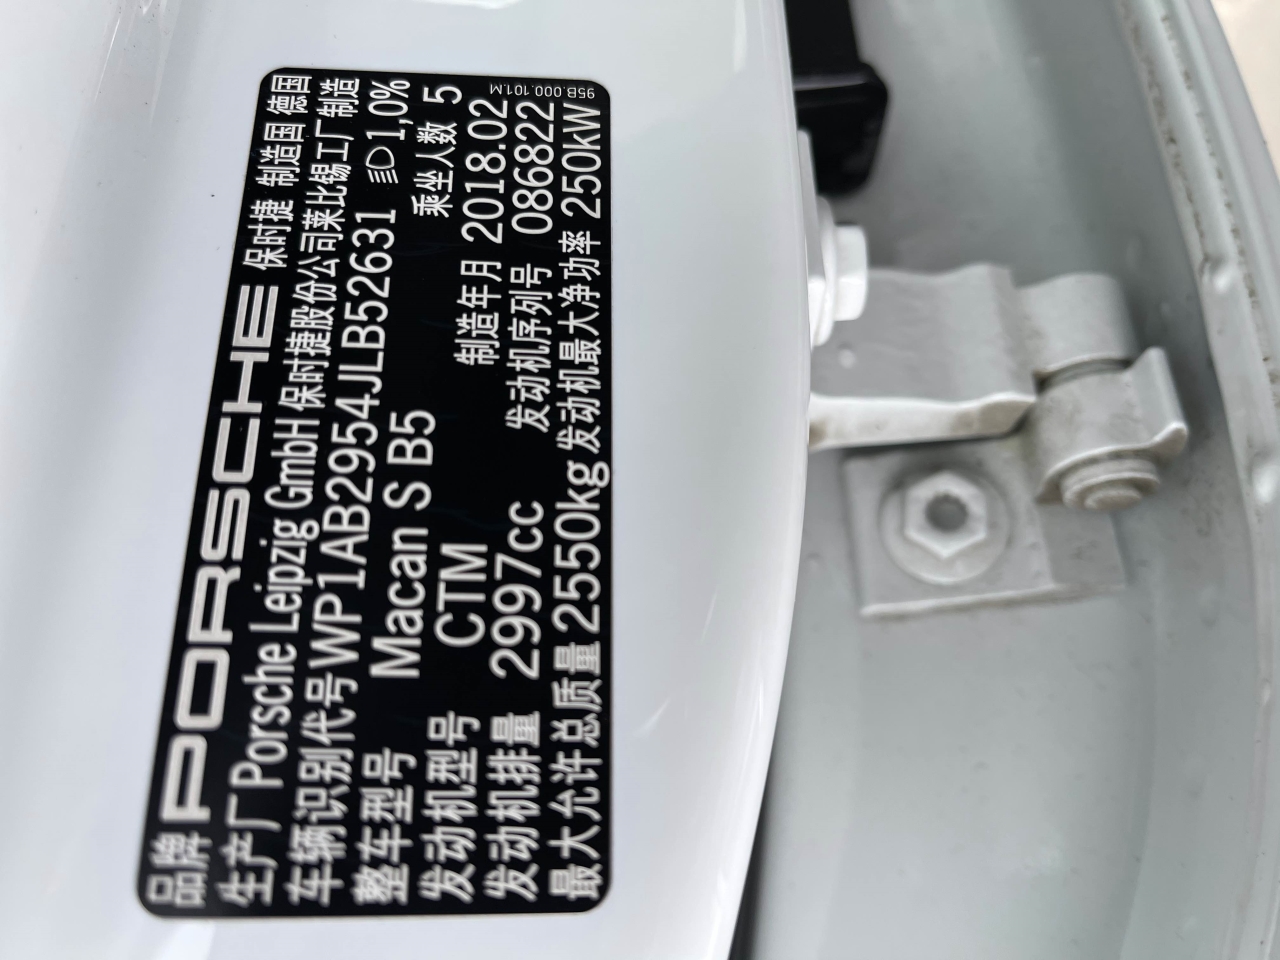 品牌 PORSCHE 保时捷 制造国 德国
生产厂 Porsche Leipzig GmbH 保时捷股份公司莱比锡工厂制造
车辆识别代号 WP1AB2954JLB52631 1,0%
整车型号 Macan S B5 乘坐人数 5
发动机型号 CTM 制造年月 2018.02
发动机排量 2997cc 发动机序列号 086822
最大允许总质量 2550kg 发动机最大净功率 250kW
95B.000.101.M